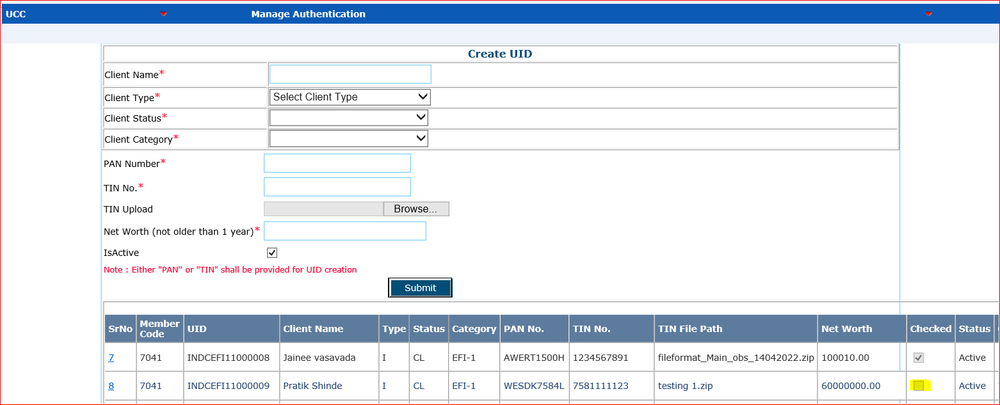 UCC Manage Authentication
Create UID
Client Name*
Client Type* Select Client Type
Client Status*
Client Category*
PAN Number*
TIN No.*
TIN Upload Browse...
Net Worth (not older than 1 year)*
IsActive
Note : Either "PAN" or "TIN" shall be provided for UID creation
Submit
SrNo Member Code UID Client Name Type Status Category PAN No. TIN No. TIN File Path Net Worth Checked Status
7 7041 INDCEFI11000008 Jainee vasavada I CL EFI-1 AWERT1500H 1234567891 fileformat_Main_obs_14042022.zip 100010.00 Active
8 7041 INDCEFI11000009 Pratik Shinde I CL EFI-1 WESDK7584L 7581111123 testing 1.zip 60000000.00 Active